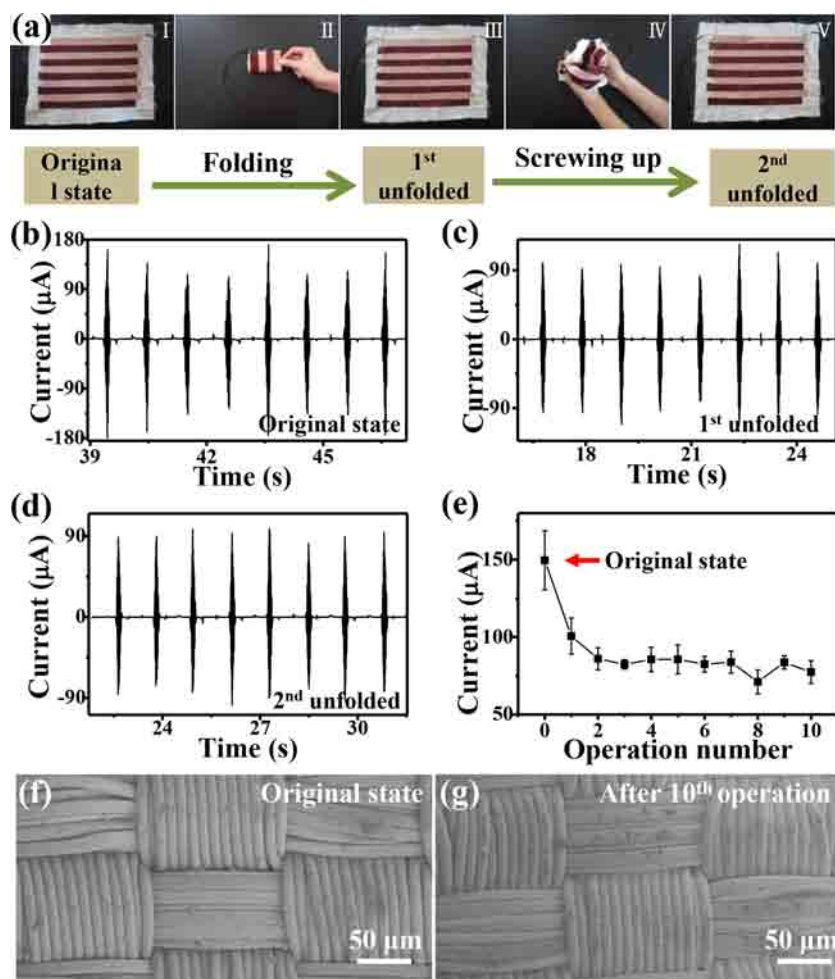 (a) I II III IV V
Origina
l state
Folding
1st
unfolded
Screwing up
2nd
unfolded
(b)
180
90
0
-90
-180
Current (μA)
39 42 45
Time (s)
Original state
(c)
90
0
-90
Current (μA)
18 21 24
Time (s)
1st unfolded
(d)
90
0
-90
Current (μA)
24 27 30
Time (s)
2nd unfolded
(e)
150
100
50
Current (μA)
Original state
0 2 4 6 8 10
Operation number
(f) Original state
50 μm
(g) After 10th operation
50 μm